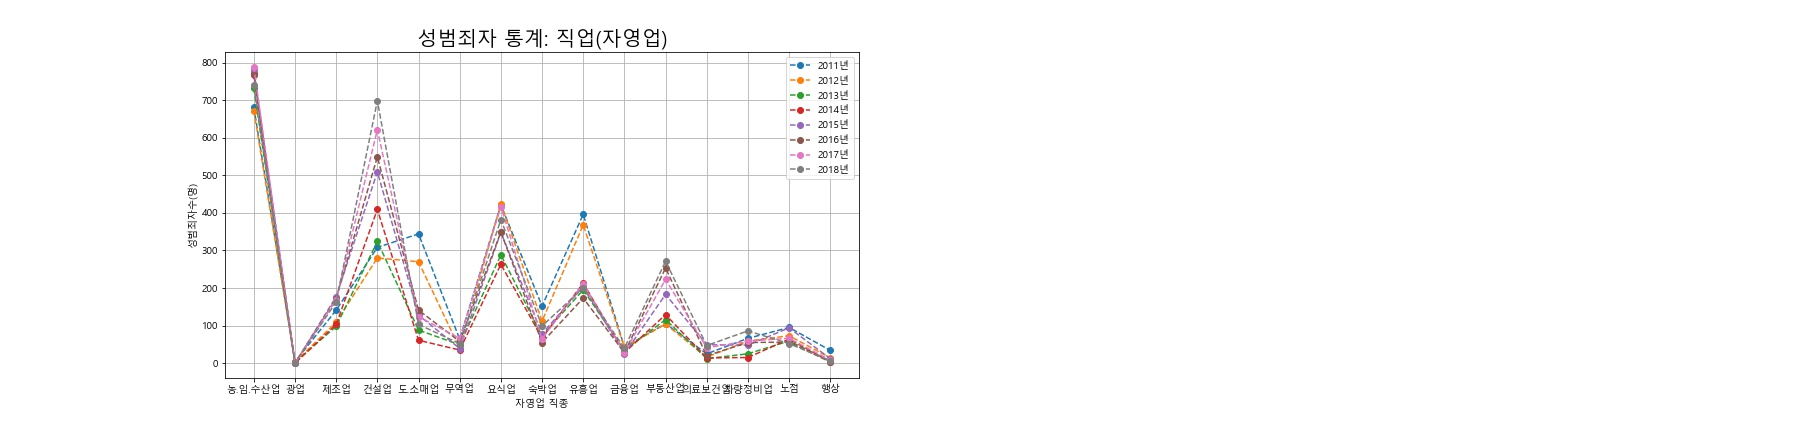 성범죄자 통계: 직업(자영업)
800
700
600
500
400
300
200
100
0
성범죄자수(명)
2011년
2012년
2013년
2014년
2015년
2016년
2017년
2018년
농.임.수산업 광업 제조업 건설업 도.소매업 무역업 요식업 숙박업 유흥업 금융업 부동산업 의료보건업 차량정비업 노점 행상
자영업 직종